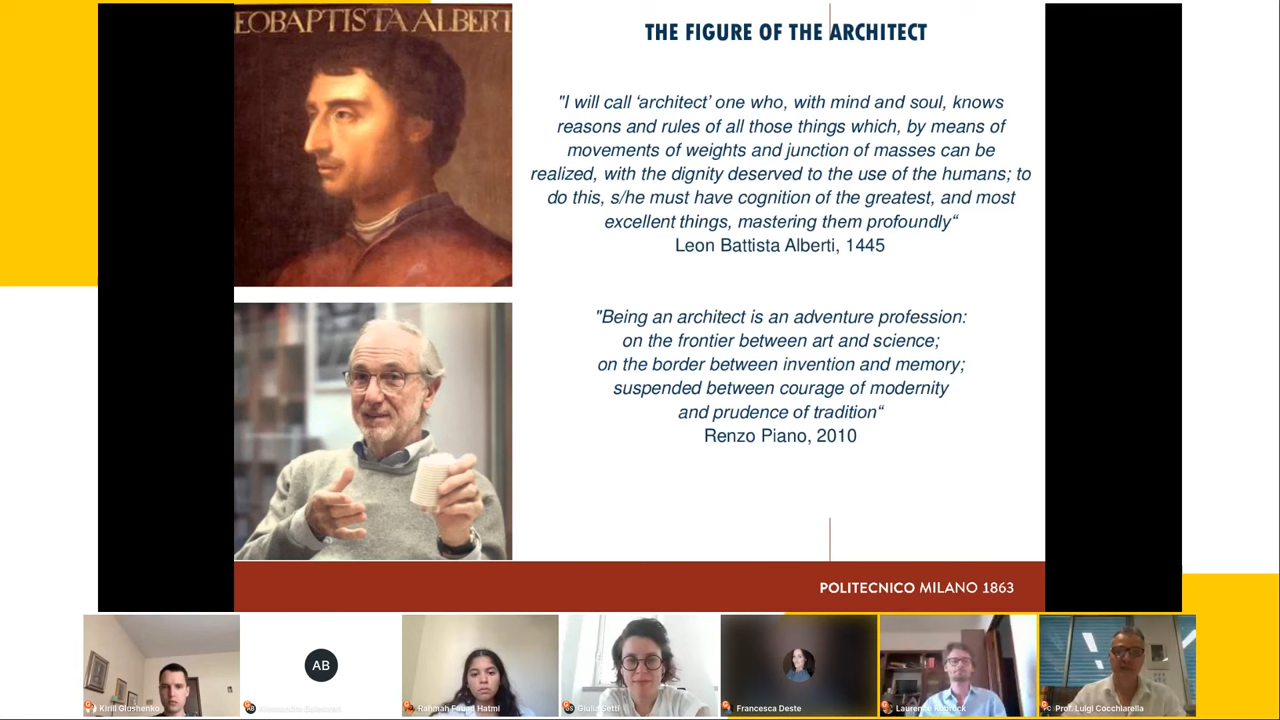 EOBAPTISTA ALBERT
THE FIGURE OF THE ARCHITECT
"I will call ‘architect’ one who, with mind and soul, knows
reasons and rules of all those things which, by means of
movements of weights and junction of masses can be
realized, with the dignity deserved to the use of the humans; to
do this, s/he must have cognition of the greatest, and most
excellent things, mastering them profoundly“
Leon Battista Alberti, 1445
"Being an architect is an adventure profession:
on the frontier between art and science;
on the border between invention and memory;
suspended between courage of modernity
and prudence of tradition“
Renzo Piano, 2010
POLITECNICO MILANO 1863
AB
Kirill Glushenko
Rahmah Fouad Hatmi
Giulia Setti
Francesca Deste
Prof. Luigi Cocchiarella